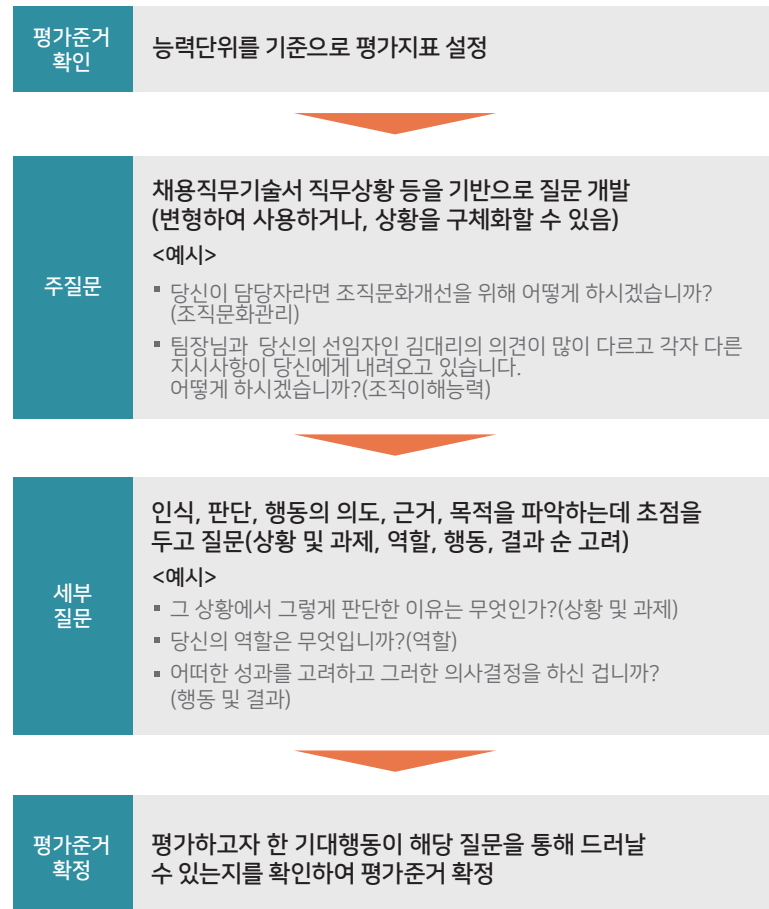 평가준거
확인
능력단위를 기준으로 평가지표 설정
주질문
채용직무기술서 직무상황 등을 기반으로 질문 개발
(변형하여 사용하거나, 상황을 구체화할 수 있음)
<예시>
▪ 당신이 담당자라면 조직문화개선을 위해 어떻게 하시겠습니까?
(조직문화관리)
▪ 팀장님과 당신의 선임자인 김대리의 의견이 많이 다르고 각자 다른
지시사항이 당신에게 내려오고 있습니다.
어떻게 하시겠습니까?(조직이해능력)
세부
질문
인식, 판단, 행동의 의도, 근거, 목적을 파악하는데 초점을
두고 질문(상황 및 과제, 역할, 행동, 결과 순 고려)
<예시>
▪ 그 상황에서 그렇게 판단한 이유는 무엇인가?(상황 및 과제)
▪ 당신의 역할은 무엇입니까?(역할)
▪ 어떠한 성과를 고려하고 그러한 의사결정을 하신 겁니까?
(행동 및 결과)
평가준거
확정
평가하고자 한 기대행동이 해당 질문을 통해 드러날
수 있는지를 확인하여 평가준거 확정